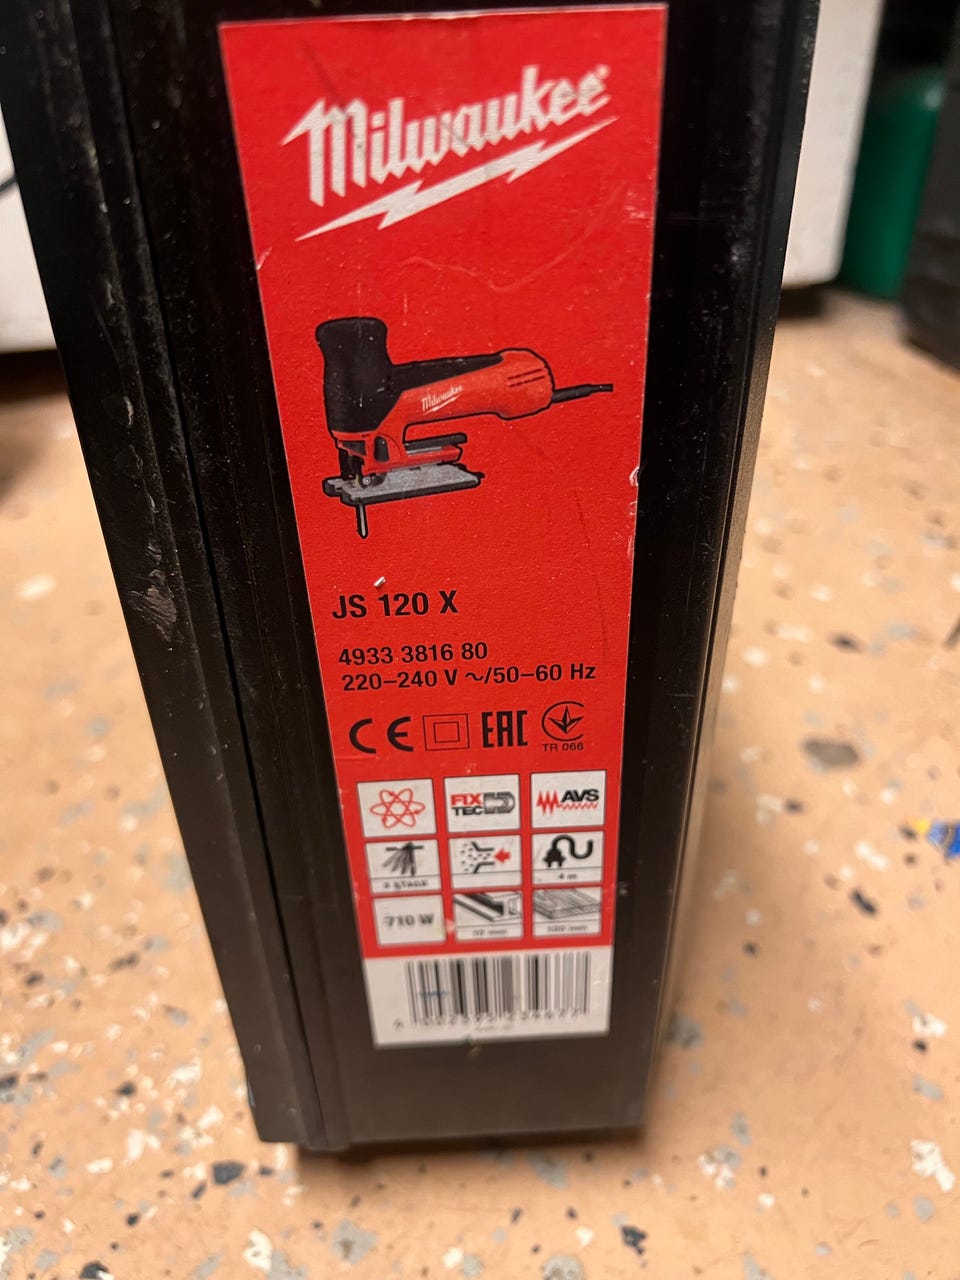 Milwaukee
Milwaukee
JS 120 X
4933 3816 80
220–240 V ~/50–60 Hz
CE EAC
TR 066
FIX
TEC
AVS
4 m
710 W